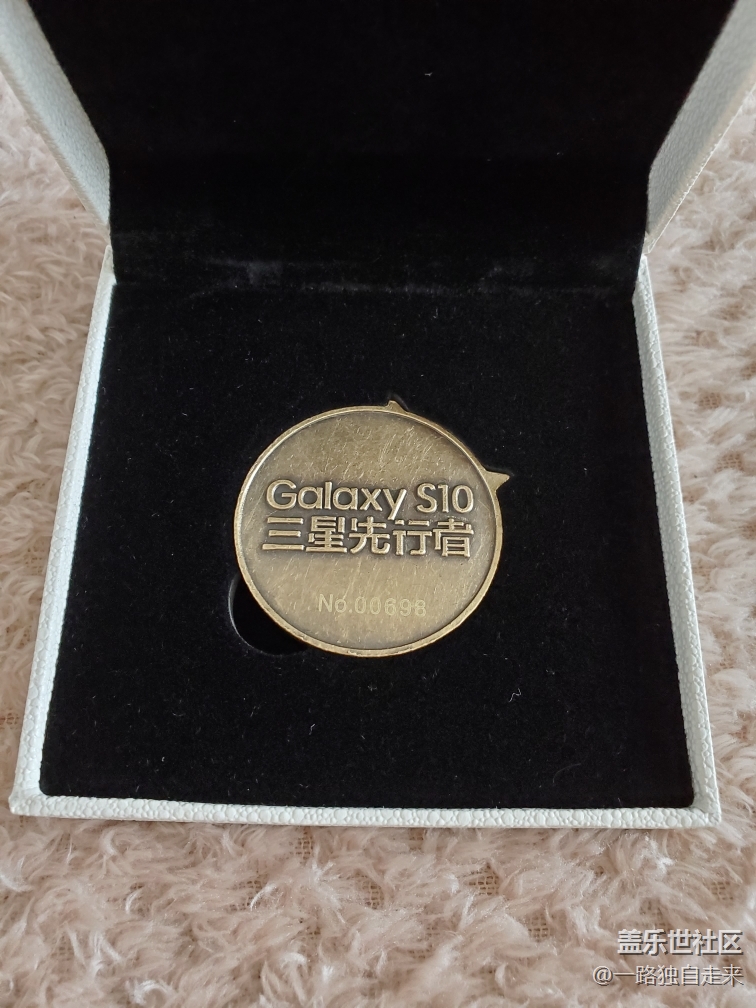 Galaxy S10
三星先行者
No.00698
盖乐世社区
@一路独自走来